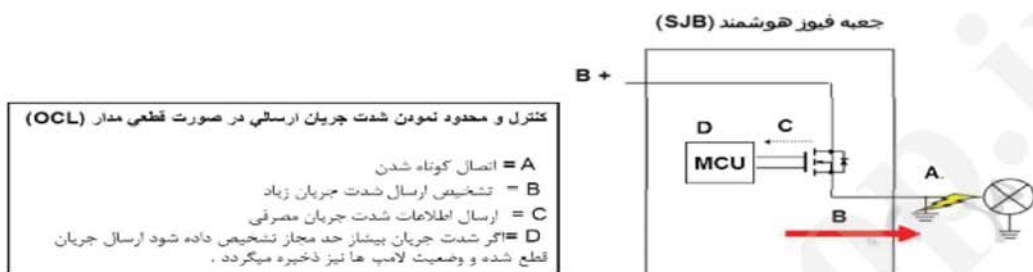 جعبه فیوز هوشمند (SJB)
B +
D
C
MCU
A.
B
کنترل و محدود نمودن شدت جریان ارسالي در صورت قطعي مدار (OCL)
A = اتصال کوتاه شدن
B = تشخیص ارسال شدت جریان زیاد
C = ارسال اطلاعات شدت جریان مصرفی
D =اگر شدت جریان بیشاز حد مجاز تشخیص داده شود ارسال جریان
قطع شده و وضعیت لامپ ها نیز ذخیره میگردد .